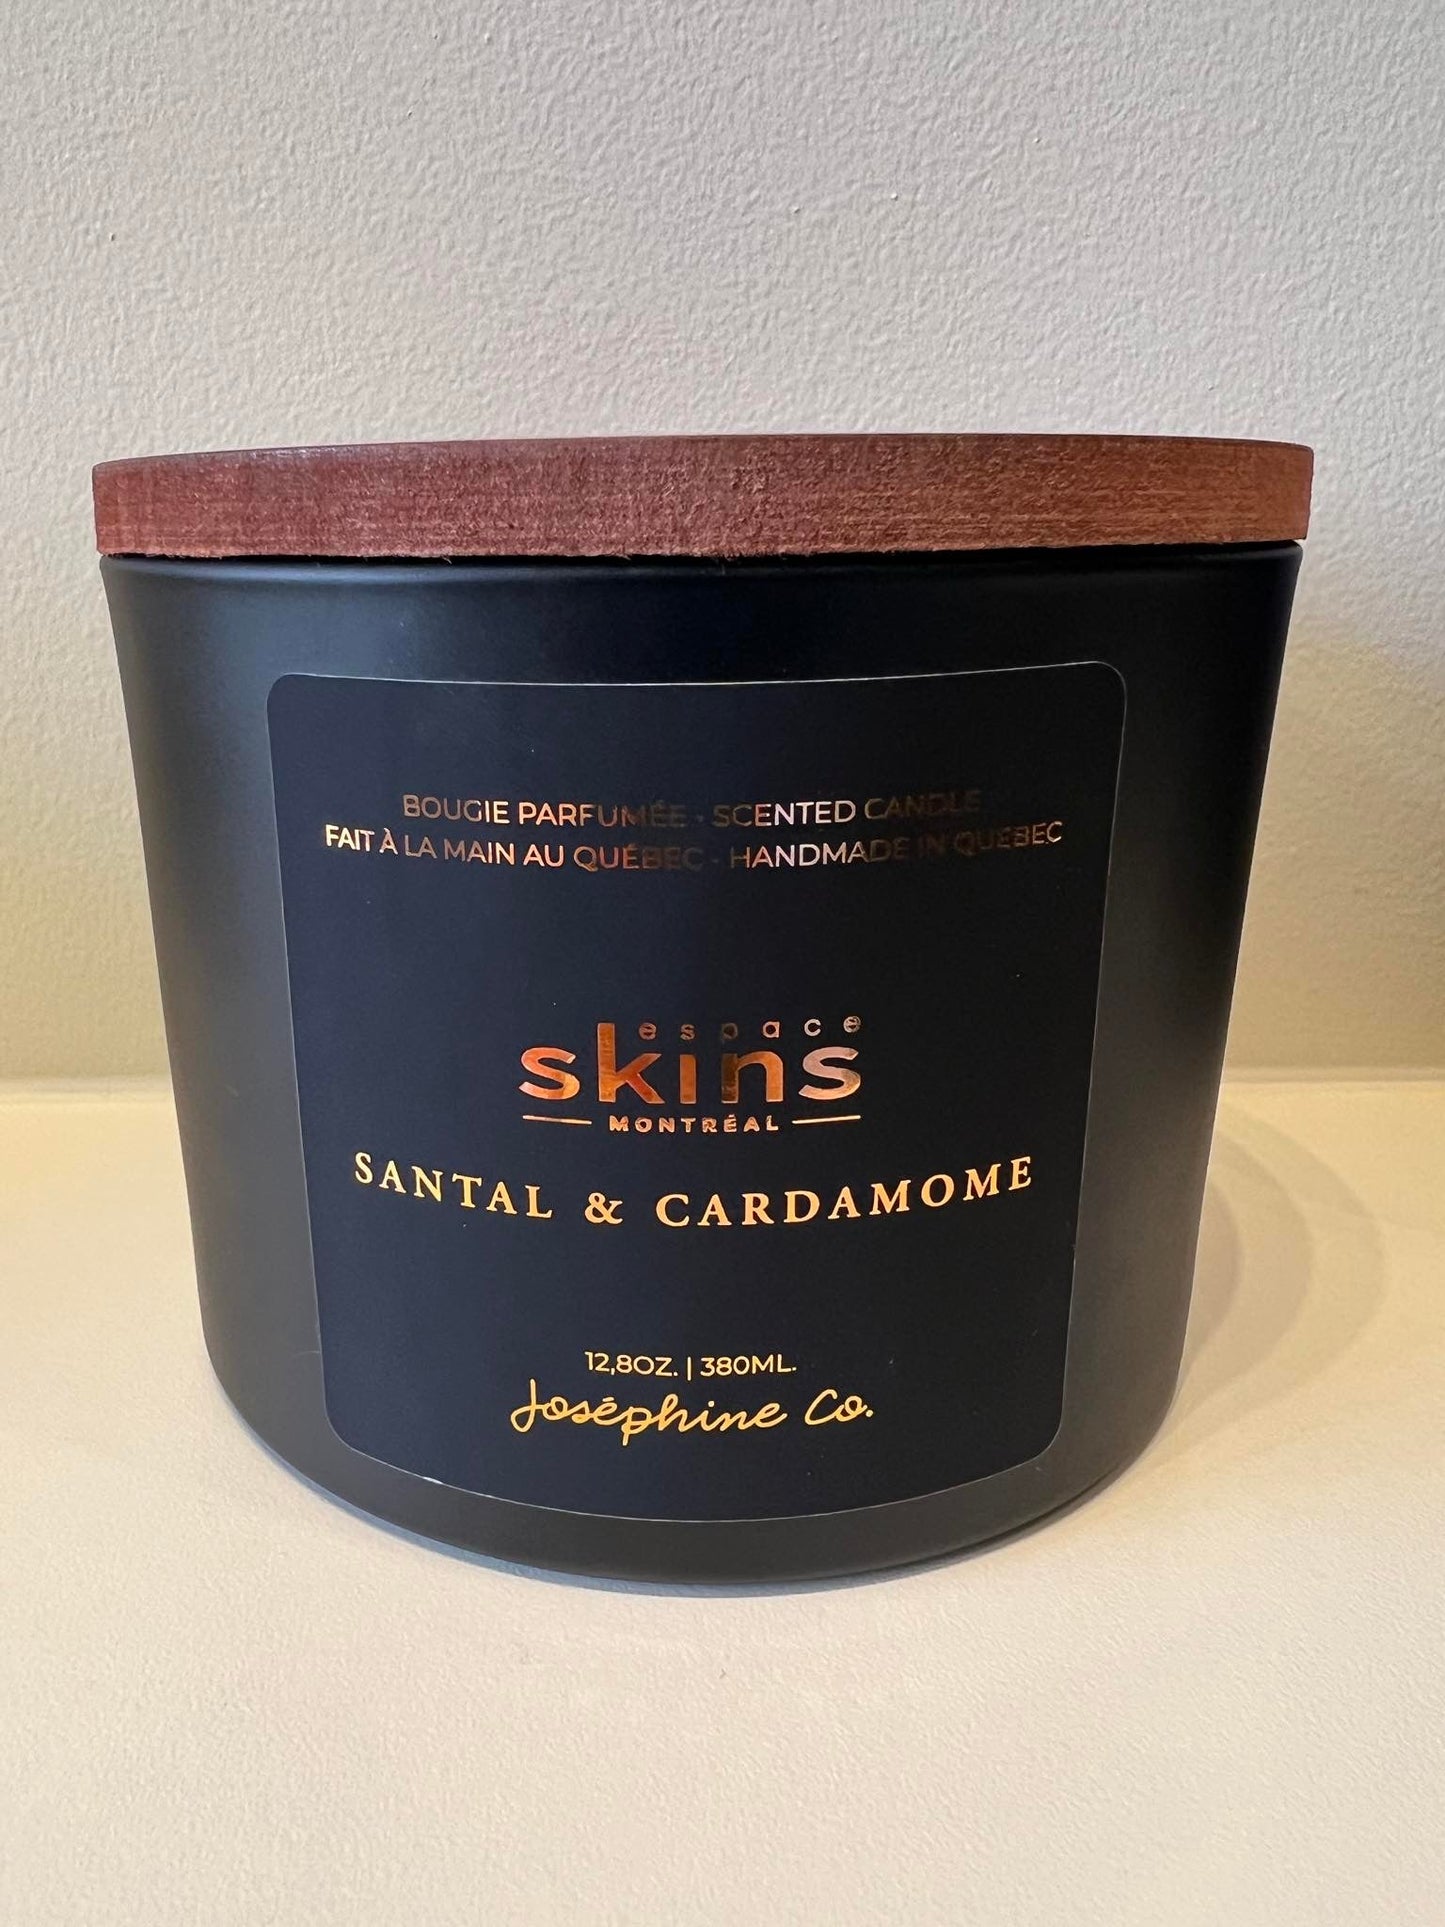 BOUGIE PARFUMÉE · SCENTED CANDLE
FAIT À LA MAIN AU QUÉBEC · HANDMADE IN QUEBEC
espace
skins
MONTRÉAL
SANTAL & CARDAMOME
12,8OZ. | 380ML.
Joséphine Co.